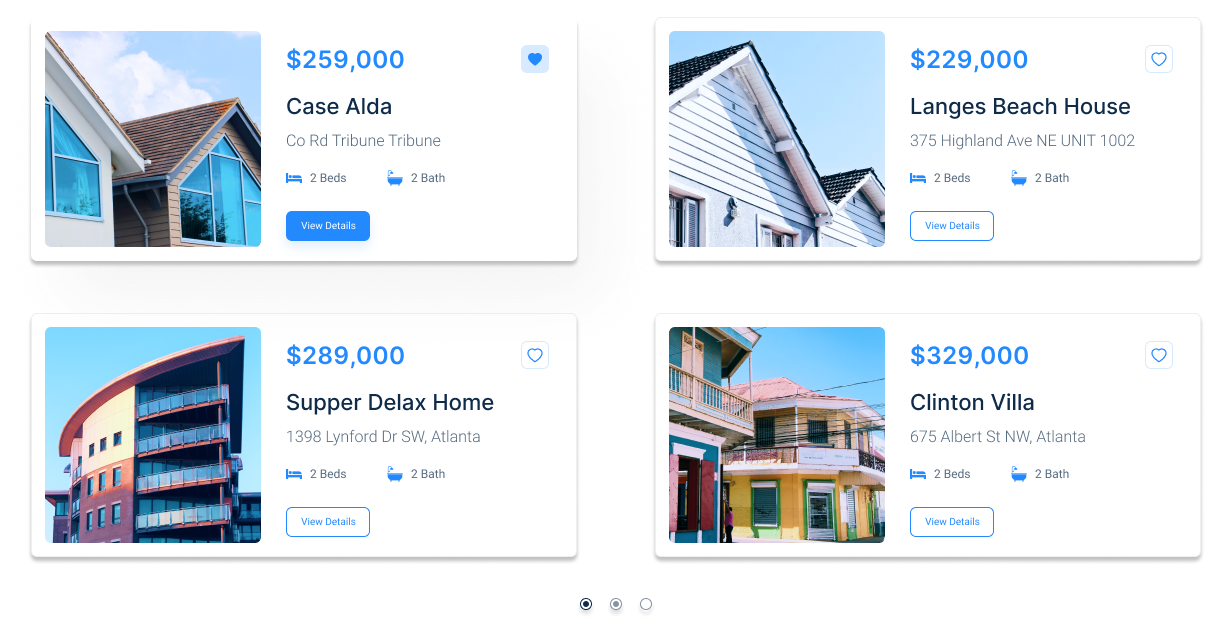 $259,000
Case Alda
Co Rd Tribune Tribune
2 Beds
2 Bath
View Details
$229,000
Langes Beach House
375 Highland Ave NE UNIT 1002
2 Beds
2 Bath
View Details
$289,000
Supper Delax Home
1398 Lynford Dr SW, Atlanta
2 Beds
2 Bath
View Details
$329,000
Clinton Villa
675 Albert St NW, Atlanta
2 Beds
2 Bath
View Details